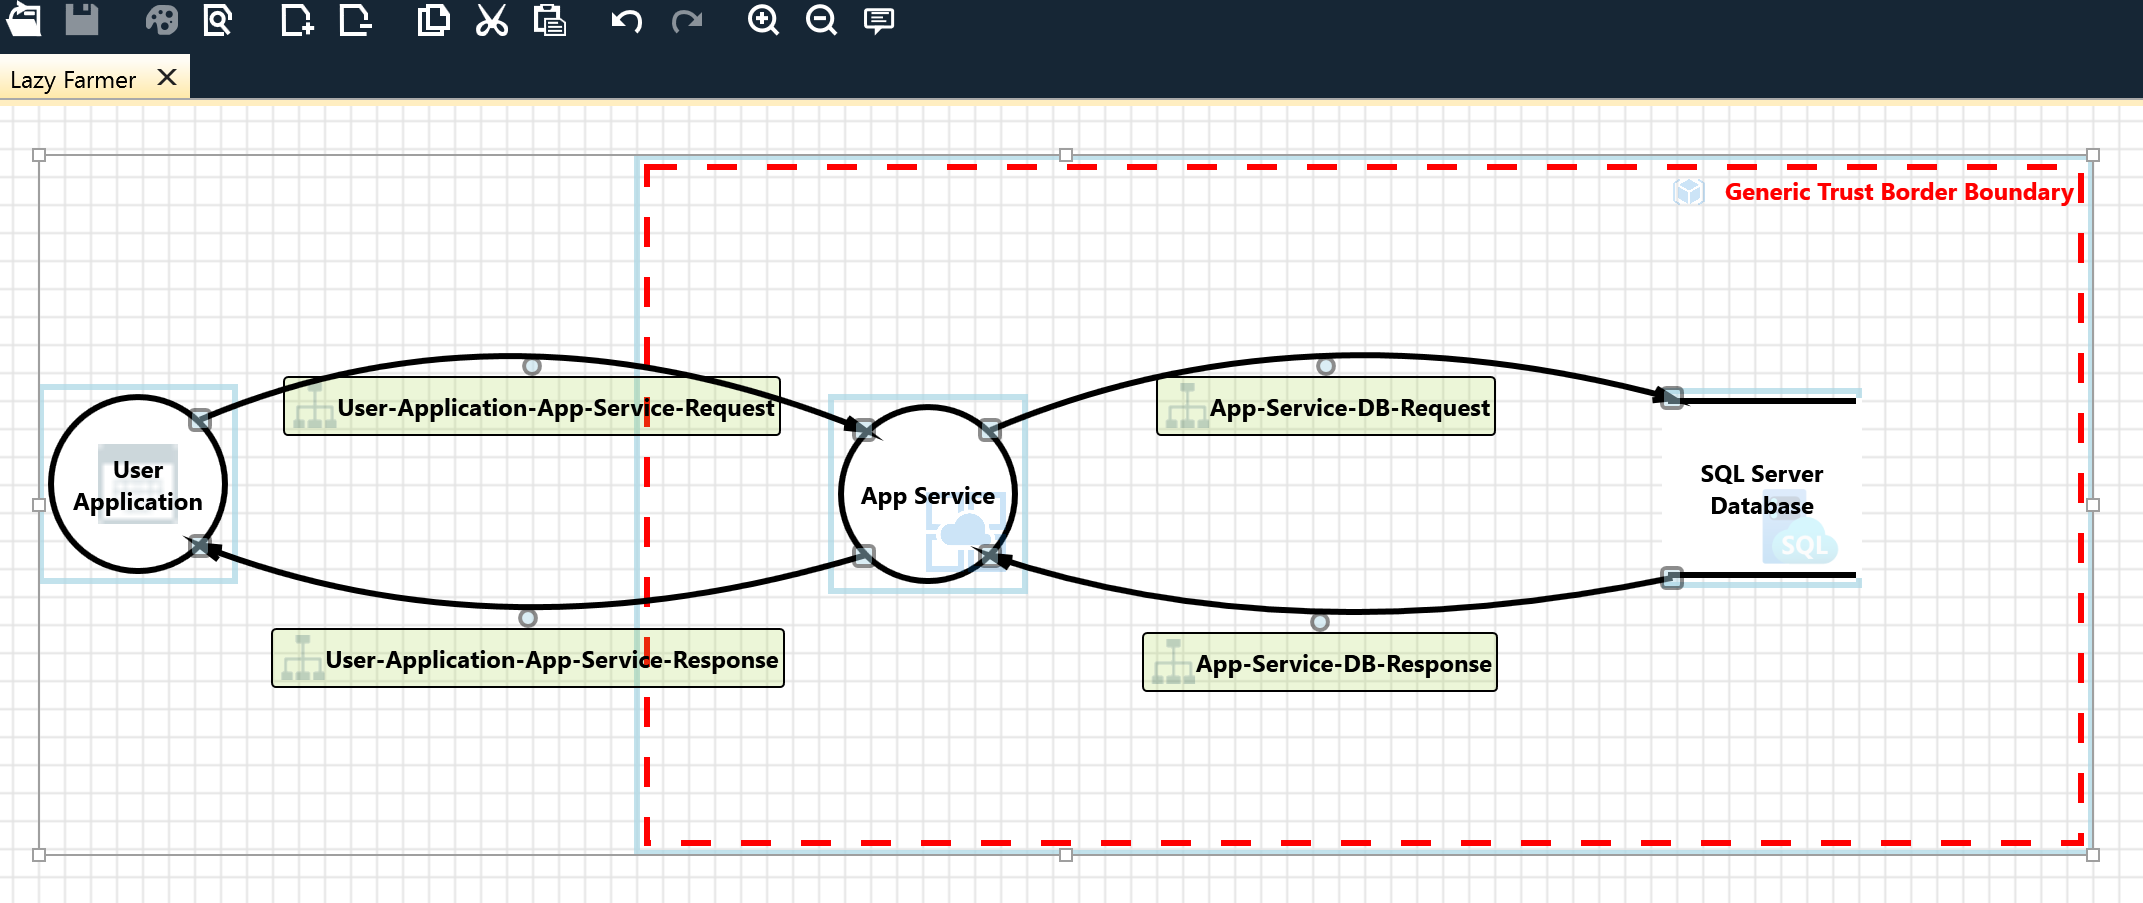 Lazy Farmer
Generic Trust Border Boundary
User-Application-App-Service-Request
App-Service-DB-Request
User
Application
App Service
SQL Server
Database
SQL
User-Application-App-Service-Response
App-Service-DB-Response